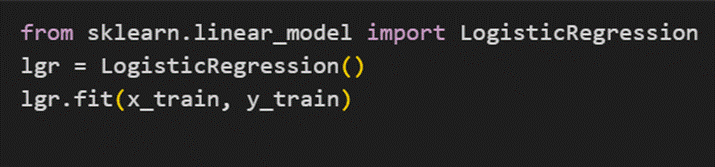 from sklearn.linear_model import LogisticRegression
lgr = LogisticRegression()
lgr.fit(x_train, y_train)